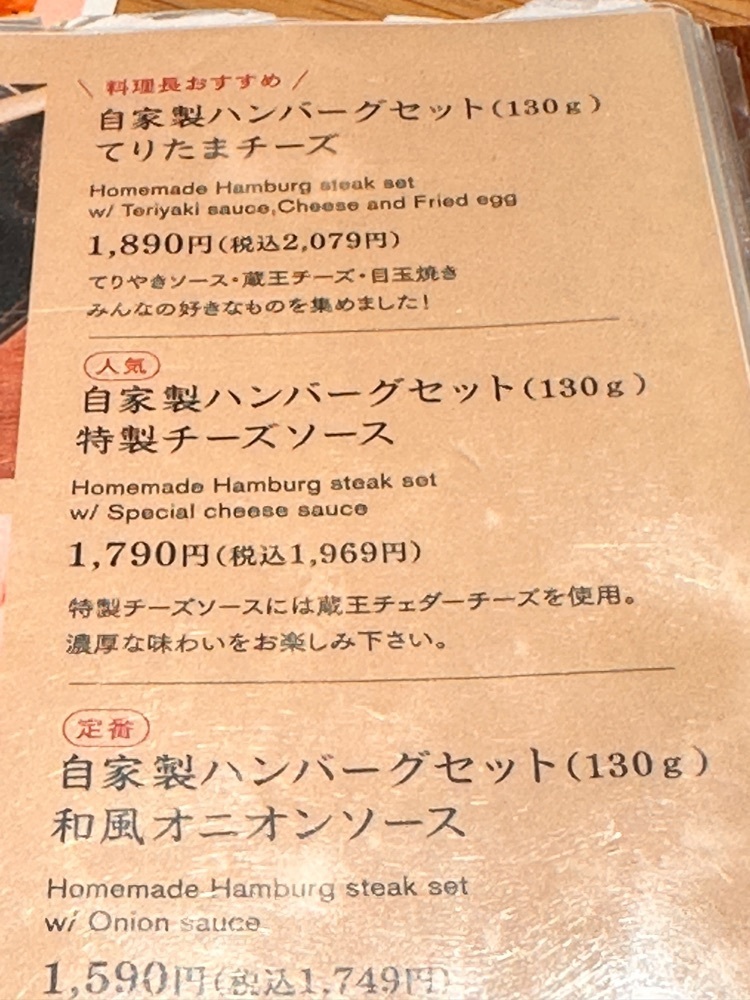 \ 料理長おすすめ /
自家製ハンバーグセット(130g)
てりたまチーズ
Homemade Hamburg steak set
w/ Teriyaki sauce,Cheese and Fried egg
1,890円(税込2,079円)
てりやきソース・蔵王チーズ・目玉焼き
みんなの好きなものを集めました!
人気
自家製ハンバーグセット(130g)
特製チーズソース
Homemade Hamburg steak set
w/ Special cheese sauce
1,790円(税込1,969円)
特製チーズソースには蔵王チェダーチーズを使用。
濃厚な味わいをお楽しみ下さい。
定番
自家製ハンバーグセット(130g)
和風オニオンソース
Homemade Hamburg steak set
w/ Onion sauce
1,590円(税込1,749円)